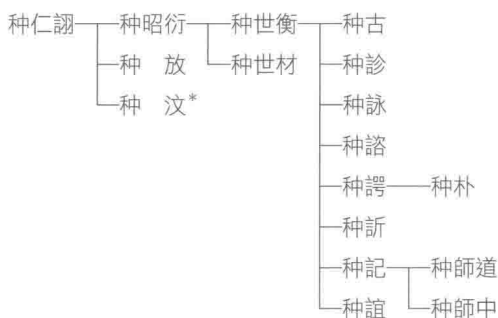 种仁詡 种昭衍 种世衡 种古
种 放 种世材 种診
种 汶* 种詠
种諮
种諤 种朴
种訢
种記 种師道
种誼 种師中